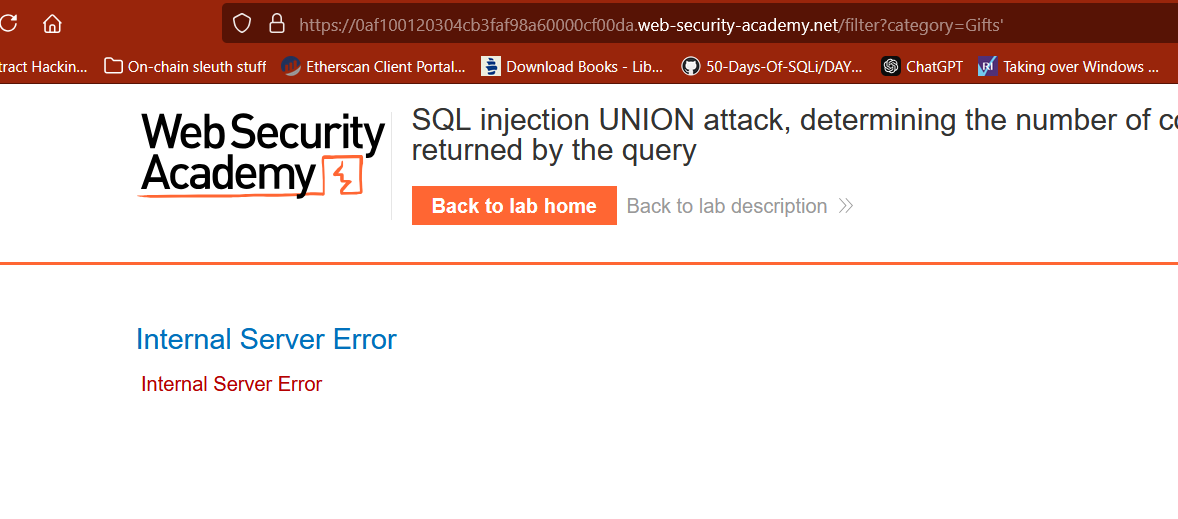 https://0af100120304cb3faf98a60000cf00da.web-security-academy.net/filter?category=Gifts'
tract Hackin... On-chain sleuth stuff Etherscan Client Portal... Download Books - Lib... 50-Days-Of-SQLi/DAY... ChatGPT Taking over Windows ...
Web Security
Academy
SQL injection UNION attack, determining the number of co
returned by the query
Back to lab home Back to lab description
Internal Server Error
Internal Server Error